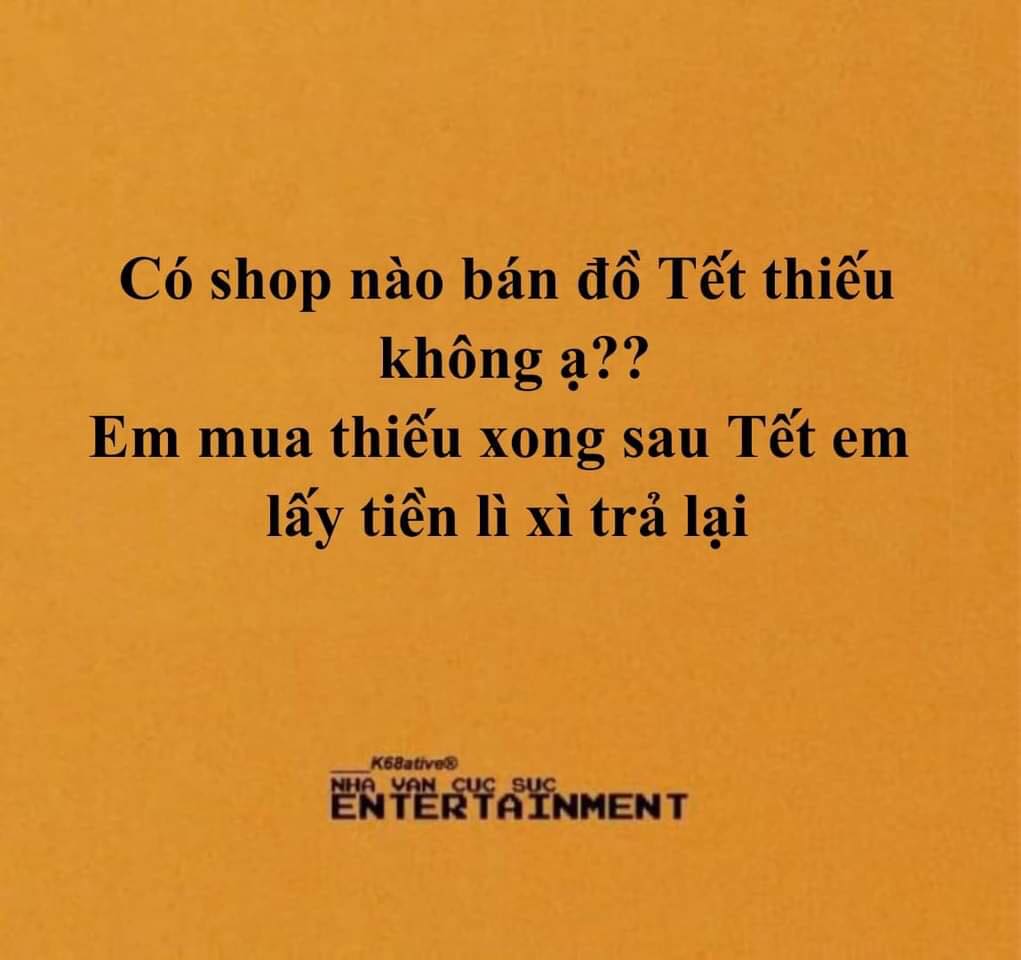 Có shop nào bán đồ Tết thiếu
không ạ??
Em mua thiếu xong sau Tết em
lấy tiền lì xì trả lại
___K68ative®
NHA VAN CUC SUC
ENTERTAINMENT